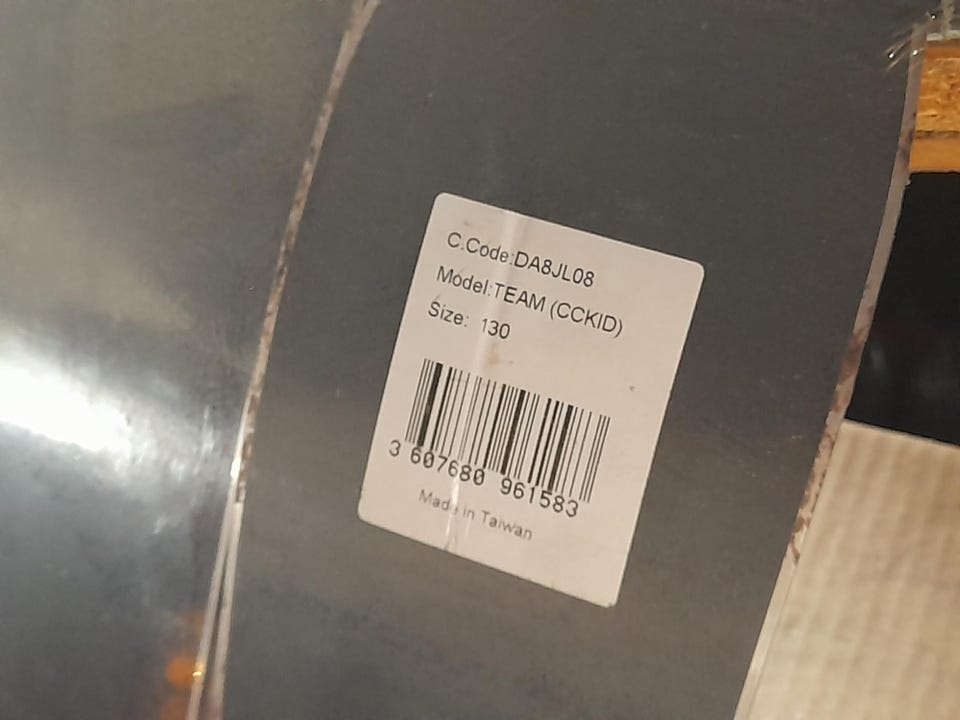 C.Code:DA8JL08
Model:TEAM (CCKID)
Size: 130
3 607680 961583
Made in Taiwan